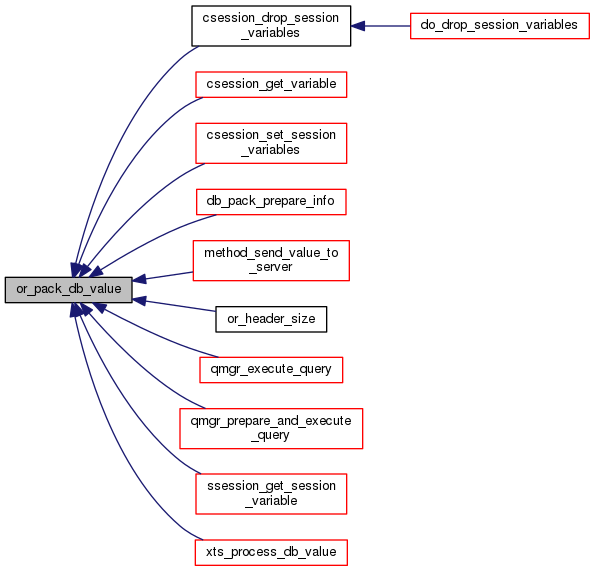 csession_drop_session
_variables
do_drop_session_variables
csession_get_variable
csession_set_session
_variables
db_pack_prepare_info
method_send_value_to
_server
or_pack_db_value
or_header_size
qmgr_execute_query
qmgr_prepare_and_execute
_query
ssession_get_session
_variable
xts_process_db_value